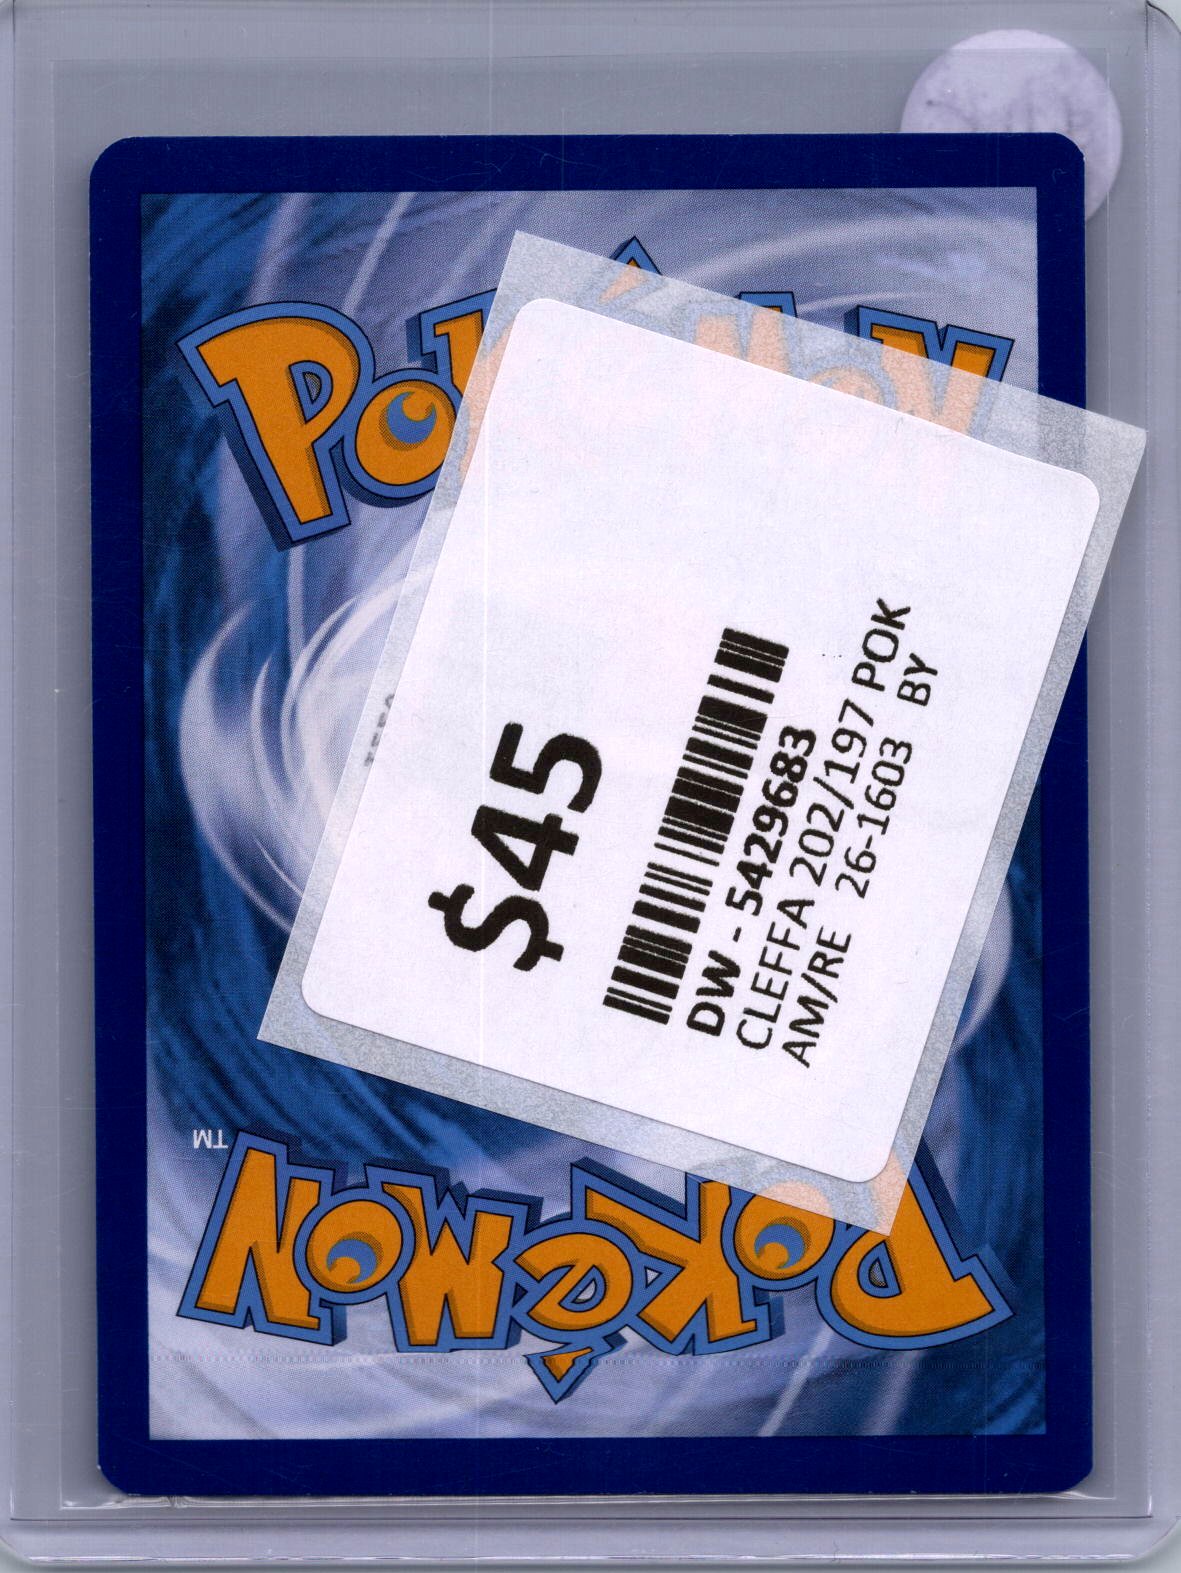 POKéMON
$45
DW - 5429683
CLEFFA 202/197 POK
AM/RE 26-1603 BY
TM
POKéMON